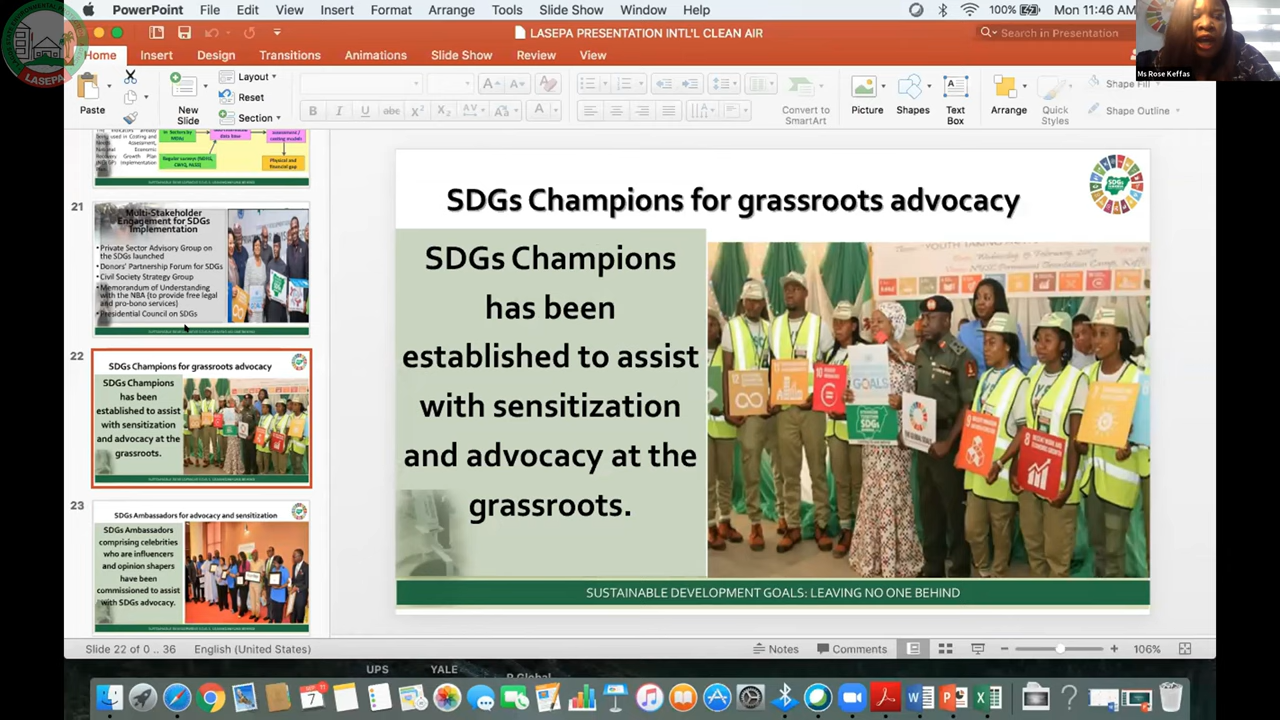 PowerPoint File Edit View Insert Format Arrange Tools Slide Show Window Help
100% Mon 11:46 AM
LASEPA
LASEPA PRESENTATION INT'L CLEAN AIR
Search in Presentation
Ms Rose Keffas
Home Insert Design Transitions Animations Slide Show Review View
Paste
New
Slide
Layout
Reset
Section
Convert to
SmartArt
Picture
Shapes
Text
Box
Arrange
Quick
Styles
Shape Fill
Shape Outline
Physical and
financial gap
21
Multi-Stakeholder
Engagement for SDGs
Implementation
• Private Sector Advisory Group on
the SDGs launched
• Donors' Partnership Forum for SDGs
• Civil Society Strategy Group
• Memorandum of Understanding
with the NBA (to provide free legal
and pro-bono services)
• Presidential Council on SDGs
22
SDGs Champions for grassroots advocacy
SDGs Champions
has been
established to assist
with sensitization
and advocacy at the
grassroots.
23
SDGs Ambassadors for advocacy and sensitization
SDGs Ambassadors
comprising celebrities
who are influencers
and opinion shapers
have been
commissioned to assist
with SDGs advocacy.
SDGs Champions for grassroots advocacy
SDGs
SDGs Champions
has been
established to assist
with sensitization
and advocacy at the
grassroots.
GOALS
SUSTAINABLE DEVELOPMENT GOALS: LEAVING NO ONE BEHIND
Slide 22 of 0 .. 36 English (United States)
Notes Comments 106%
UPS YALE